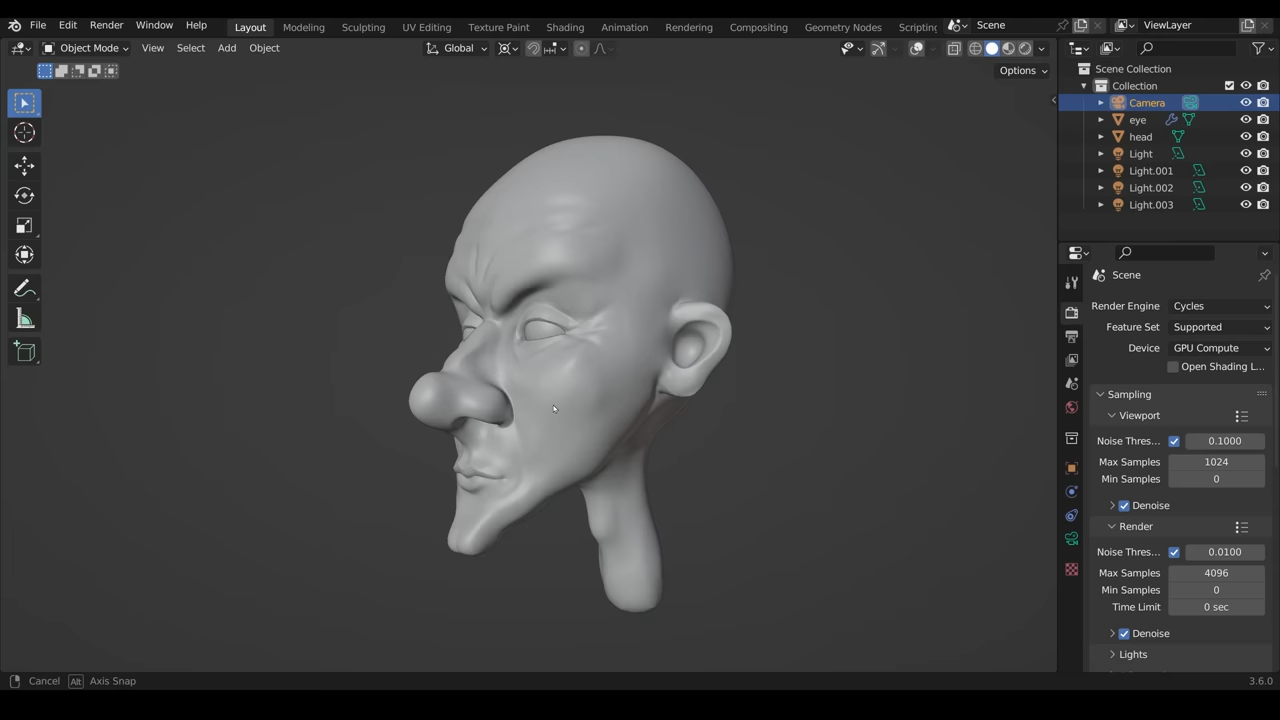 File Edit Render Window Help Layout Modeling Sculpting UV Editing Texture Paint Shading Animation Rendering Compositing Geometry Nodes Scripting Scene ViewLayer
Object Mode View Select Add Object Global
Options
Scene Collection
Collection
Camera
eye
head
Light
Light.001
Light.002
Light.003
Scene
Render Engine Cycles
Feature Set Supported
Device GPU Compute
Open Shading L...
Sampling
Viewport
Noise Thres... 0.1000
Max Samples 1024
Min Samples 0
Denoise
Render
Noise Thres... 0.0100
Max Samples 4096
Min Samples 0
Time Limit 0 sec
Denoise
Lights
Cancel Alt Axis Snap 3.6.0